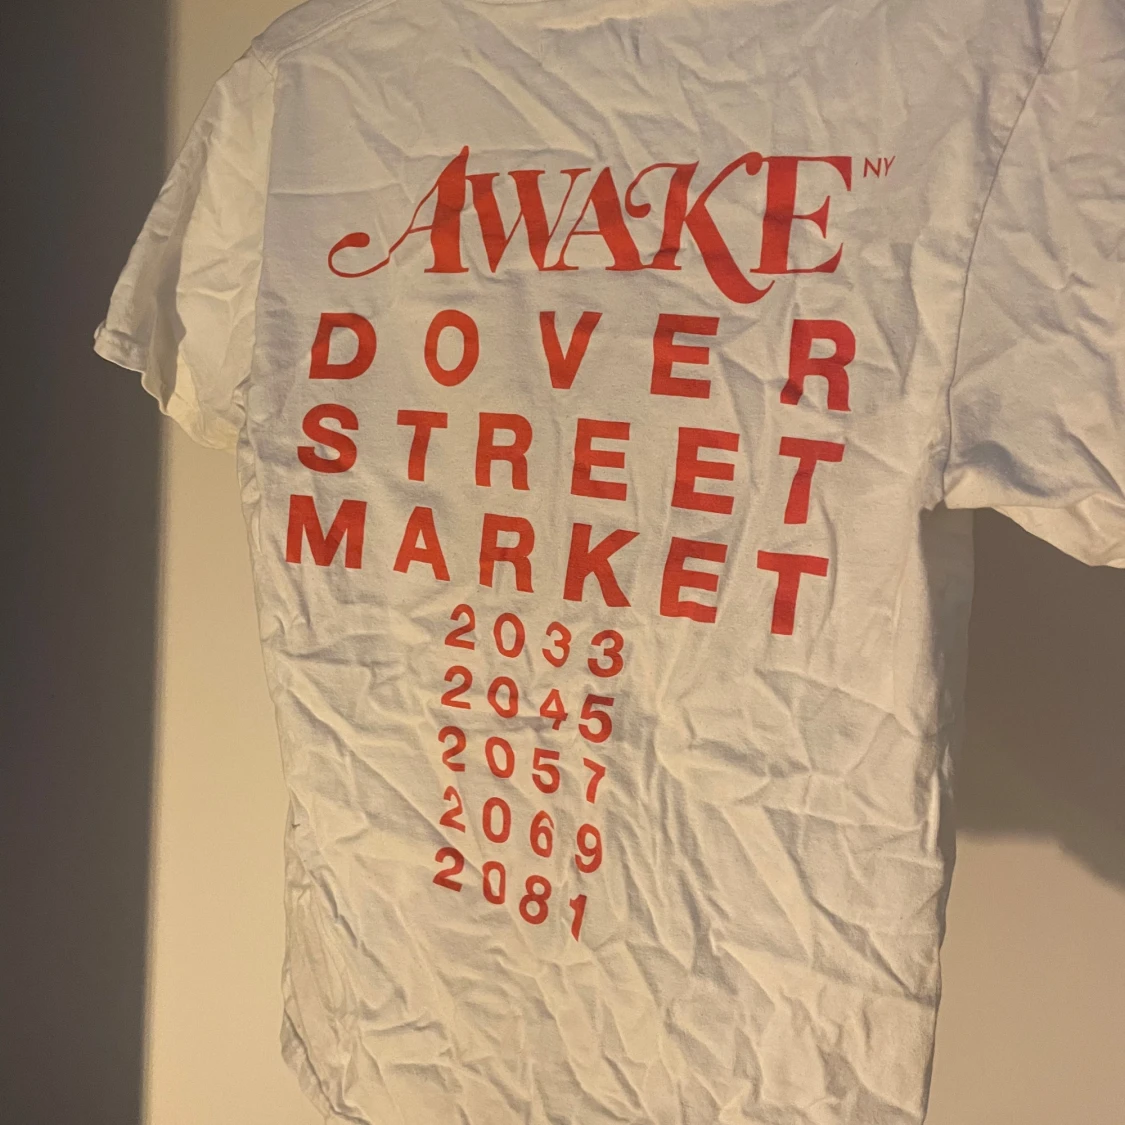 AWAKE NY
DOVER
STREET
MARKET
2033
2045
2057
2069
2081